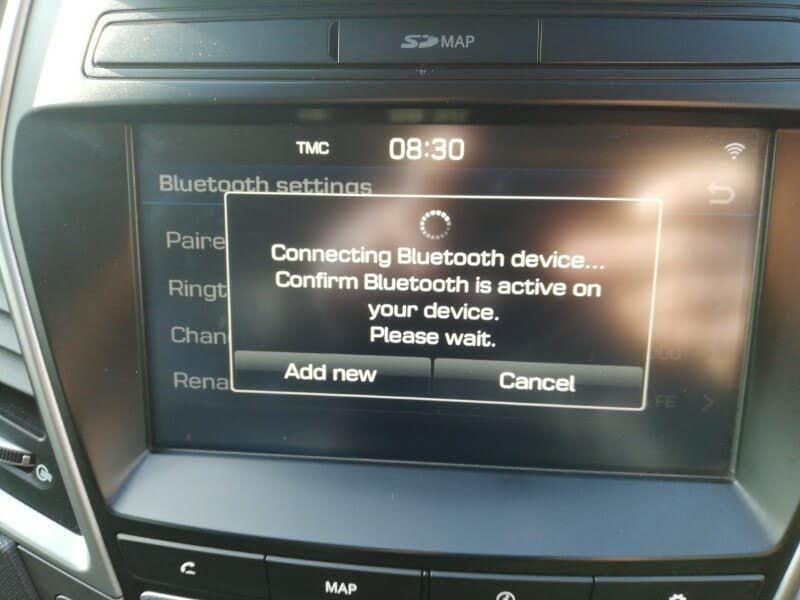 SD MAP
TMC 08:30
Bluetooth settings
Paire
Connecting Bluetooth device...
Confirm Bluetooth is active on
Ringt
your device.
Chan
Please wait.
Add new Cancel
Rena FE
MAP